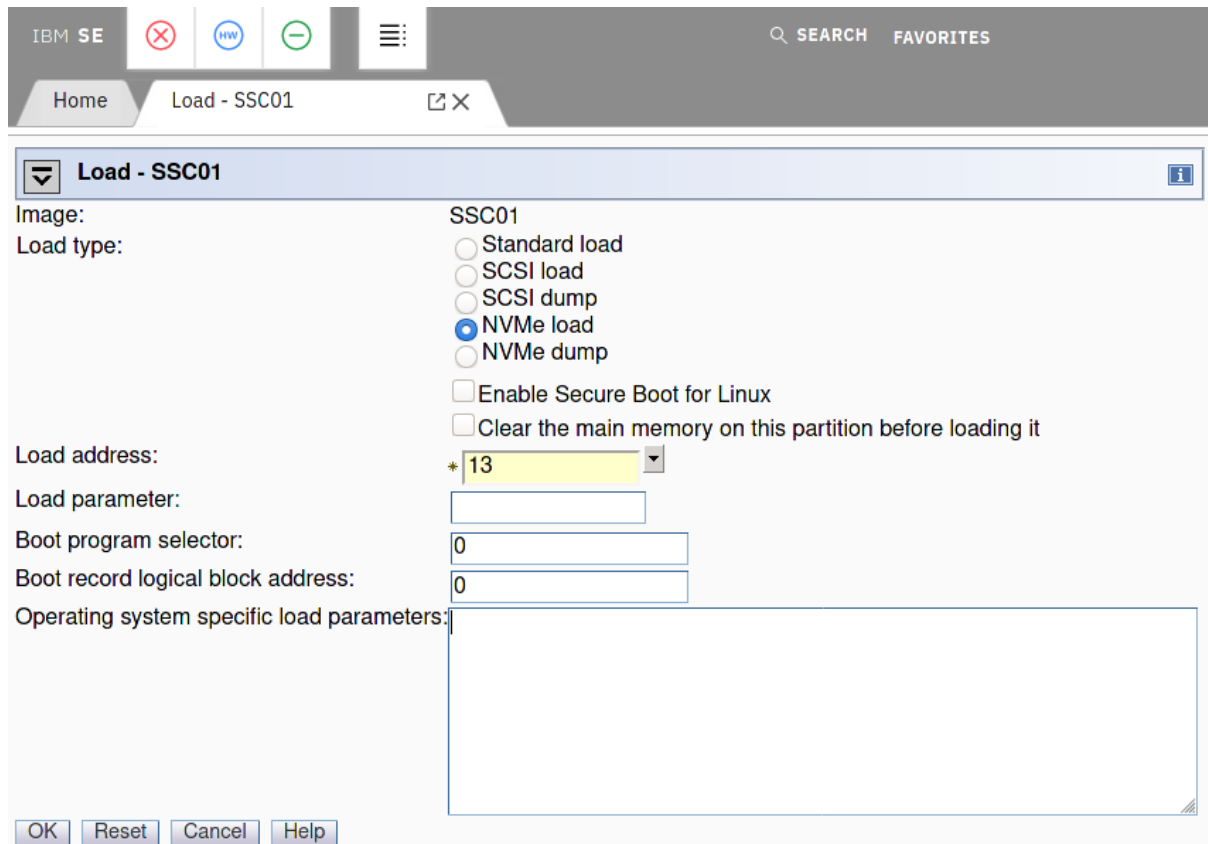 IBM SE HW SEARCH FAVORITES
Home Load - SSC01
Load - SSC01 i
Image: SSC01
Load type: Standard load
SCSI load
SCSI dump
NVMe load
NVMe dump
Enable Secure Boot for Linux
Clear the main memory on this partition before loading it
Load address: * 13
Load parameter:
Boot program selector: 0
Boot record logical block address: 0
Operating system specific load parameters:
OK Reset Cancel Help